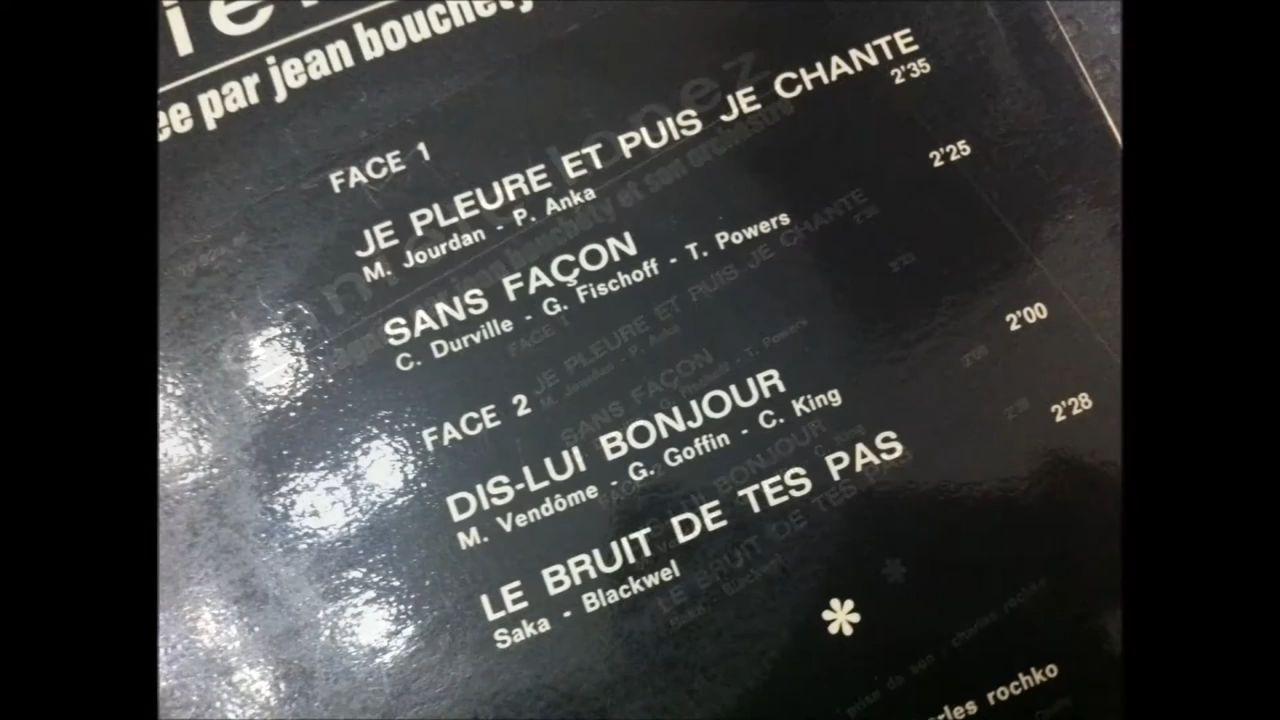 ée par jean bouchety
FACE 1
JE PLEURE ET PUIS JE CHANTE 2'35
M. Jourdan - P. Anka
SANS FAÇON 2'25
C. Durville - G. Fischoff - T. Powers
FACE 2
DIS-LUI BONJOUR 2'00
M. Vendôme - G. Goffin - C. King
LE BRUIT DE TES PAS 2'28
Saka - Blackwel
*
rles rochko